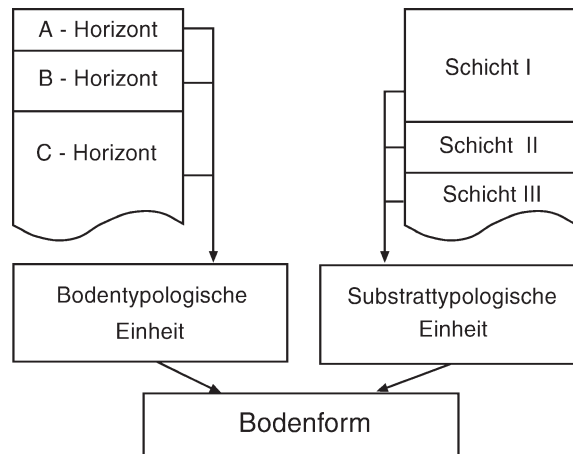 A - Horizont
B - Horizont
C - Horizont
Schicht I
Schicht II
Schicht III
Bodentypologische
Einheit
Substrattypologische
Einheit
Bodenform